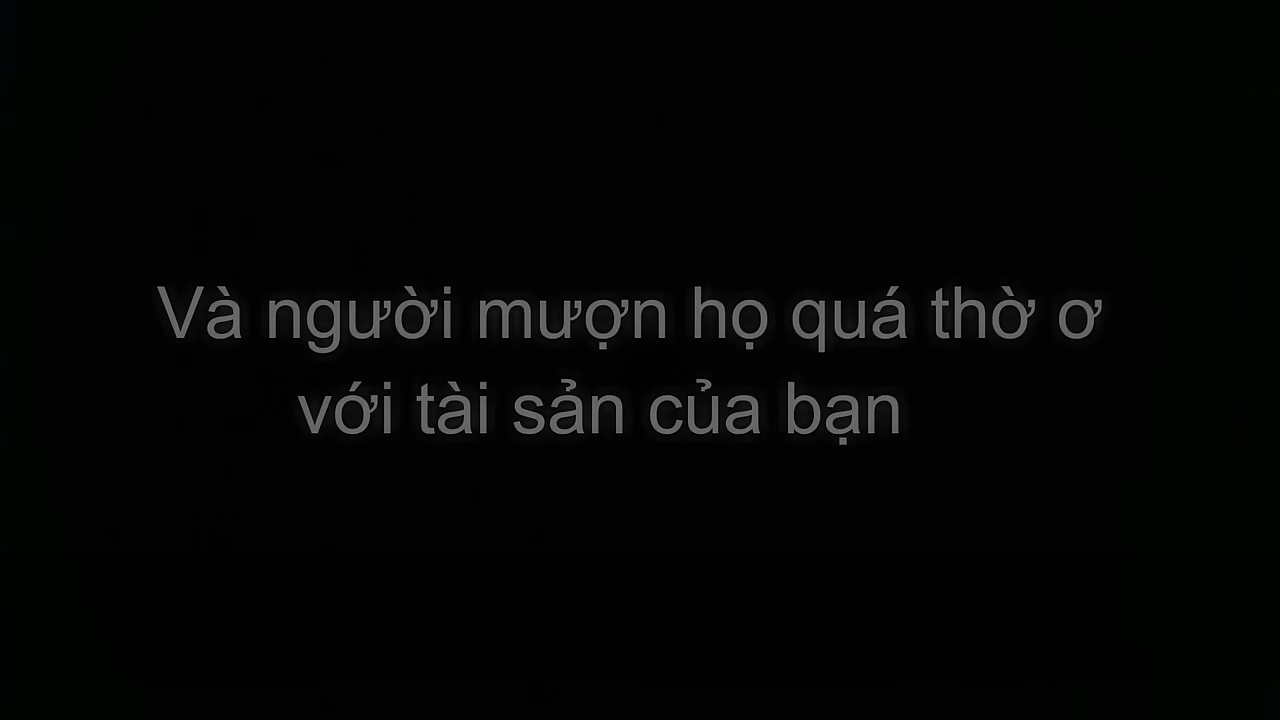 Và người mượn họ quá thờ ơ
với tài sản của bạn